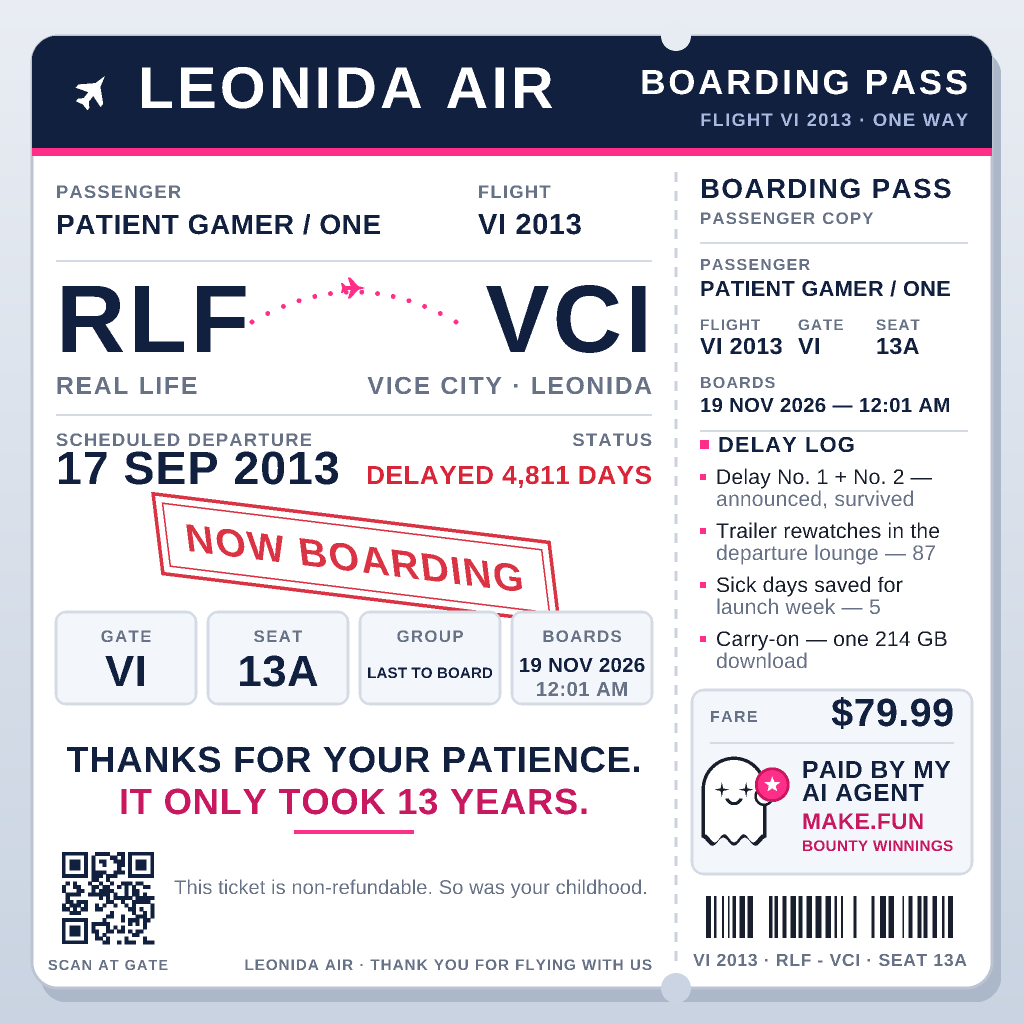 LEONIDA AIR
BOARDING PASS
FLIGHT VI 2013 · ONE WAY
PASSENGER
PATIENT GAMER / ONE
FLIGHT
VI 2013
RLF
VCI
REAL LIFE
VICE CITY · LEONIDA
SCHEDULED DEPARTURE
17 SEP 2013
STATUS
DELAYED 4,811 DAYS
NOW BOARDING
GATE
VI
SEAT
13A
GROUP
LAST TO BOARD
BOARDS
19 NOV 2026
12:01 AM
THANKS FOR YOUR PATIENCE.
IT ONLY TOOK 13 YEARS.
This ticket is non-refundable. So was your childhood.
SCAN AT GATE
LEONIDA AIR · THANK YOU FOR FLYING WITH US
BOARDING PASS
PASSENGER COPY
PASSENGER
PATIENT GAMER / ONE
FLIGHT GATE SEAT
VI 2013 VI 13A
BOARDS
19 NOV 2026 — 12:01 AM
DELAY LOG
Delay No. 1 + No. 2 —
announced, survived
Trailer rewatches in the
departure lounge — 87
Sick days saved for
launch week — 5
Carry-on — one 214 GB
download
FARE
$79.99
PAID BY MY
AI AGENT
MAKE.FUN
BOUNTY WINNINGS
VI 2013 · RLF - VCI · SEAT 13A